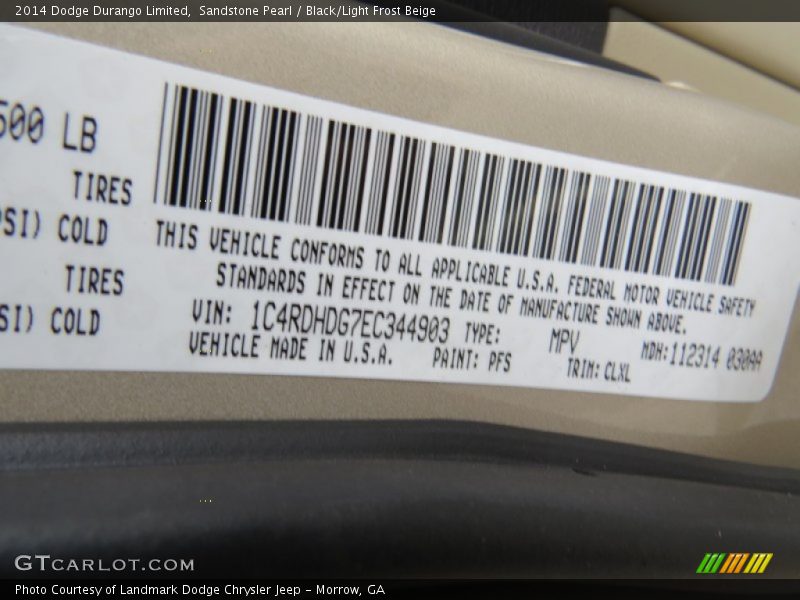 2014 Dodge Durango Limited,  Sandstone Pearl / Black/Light Frost Beige
500 LB
TIRES
PSI) COLD
TIRES
SI) COLD
THIS VEHICLE CONFORMS TO ALL APPLICABLE U.S.A. FEDERAL MOTOR VEHICLE SAFETY
STANDARDS IN EFFECT ON THE DATE OF MANUFACTURE SHOWN ABOVE.
VIN: 1C4RDHDG7EC344903 TYPE: MPV MDH:112314 030AA
VEHICLE MADE IN U.S.A. PAINT: PFS TRIM: CLXL
GTCARLOT.COM
Photo Courtesy of Landmark Dodge Chrysler Jeep – Morrow, GA